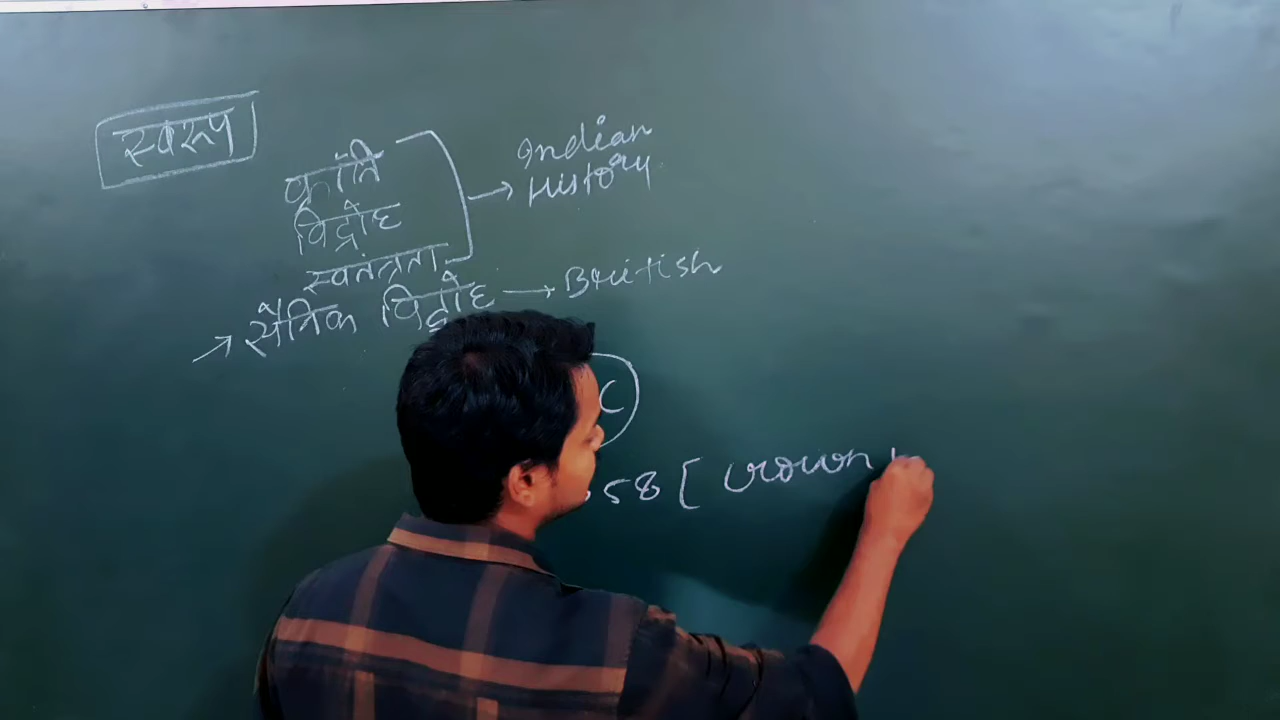 स्वरूप
क्रांति
विद्रोह
स्वतंत्रता
Indian
History
→ सैनिक विद्रोह → British
C
58 [ crown